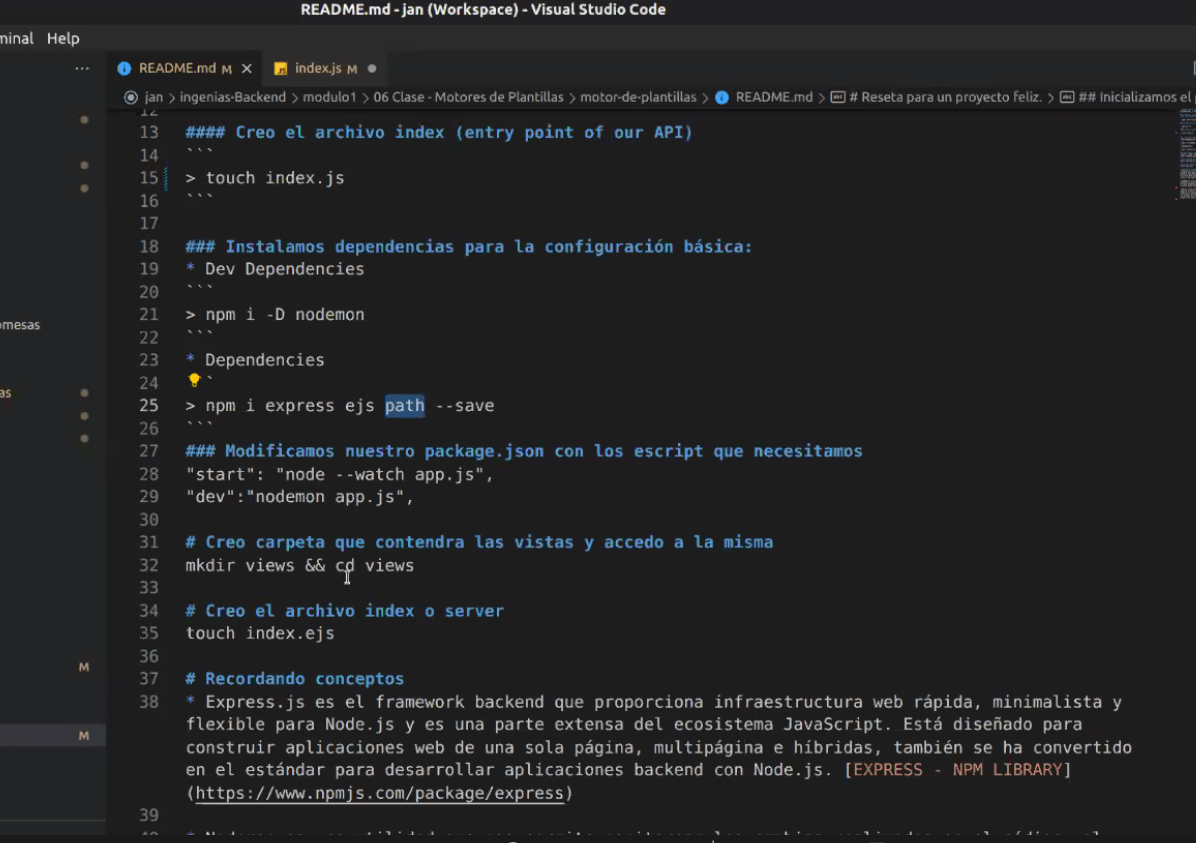 README.md - jan (Workspace) - Visual Studio Code
minal Help
README.md M
index.js M
jan > ingenias-Backend > modulo1 > 06 Clase - Motores de Plantillas > motor-de-plantillas > README.md > # Reseta para un proyecto feliz. > ## Inicializamos el
12
13 #### Creo el archivo index (entry point of our API)
14 ```
15 > touch index.js
16 ```
17
18 ### Instalamos dependencias para la configuración básica:
19 * Dev Dependencies
20 ```
21 > npm i -D nodemon
22 ```
23 * Dependencies
24 `
25 > npm i express ejs path --save
26 ```
27 ### Modificamos nuestro package.json con los escript que necesitamos
28 "start": "node --watch app.js",
29 "dev":"nodemon app.js",
30
31 # Creo carpeta que contendra las vistas y accedo a la misma
32 mkdir views && cd views
33
34 # Creo el archivo index o server
35 touch index.ejs
36
37 # Recordando conceptos
38 * Express.js es el framework backend que proporciona infraestructura web rápida, minimalista y
flexible para Node.js y es una parte extensa del ecosistema JavaScript. Está diseñado para
construir aplicaciones web de una sola página, multipágina e híbridas, también se ha convertido
en el estándar para desarrollar aplicaciones backend con Node.js. [EXPRESS - NPM LIBRARY]
(https://www.npmjs.com/package/express)
39
omesas
as
M
M